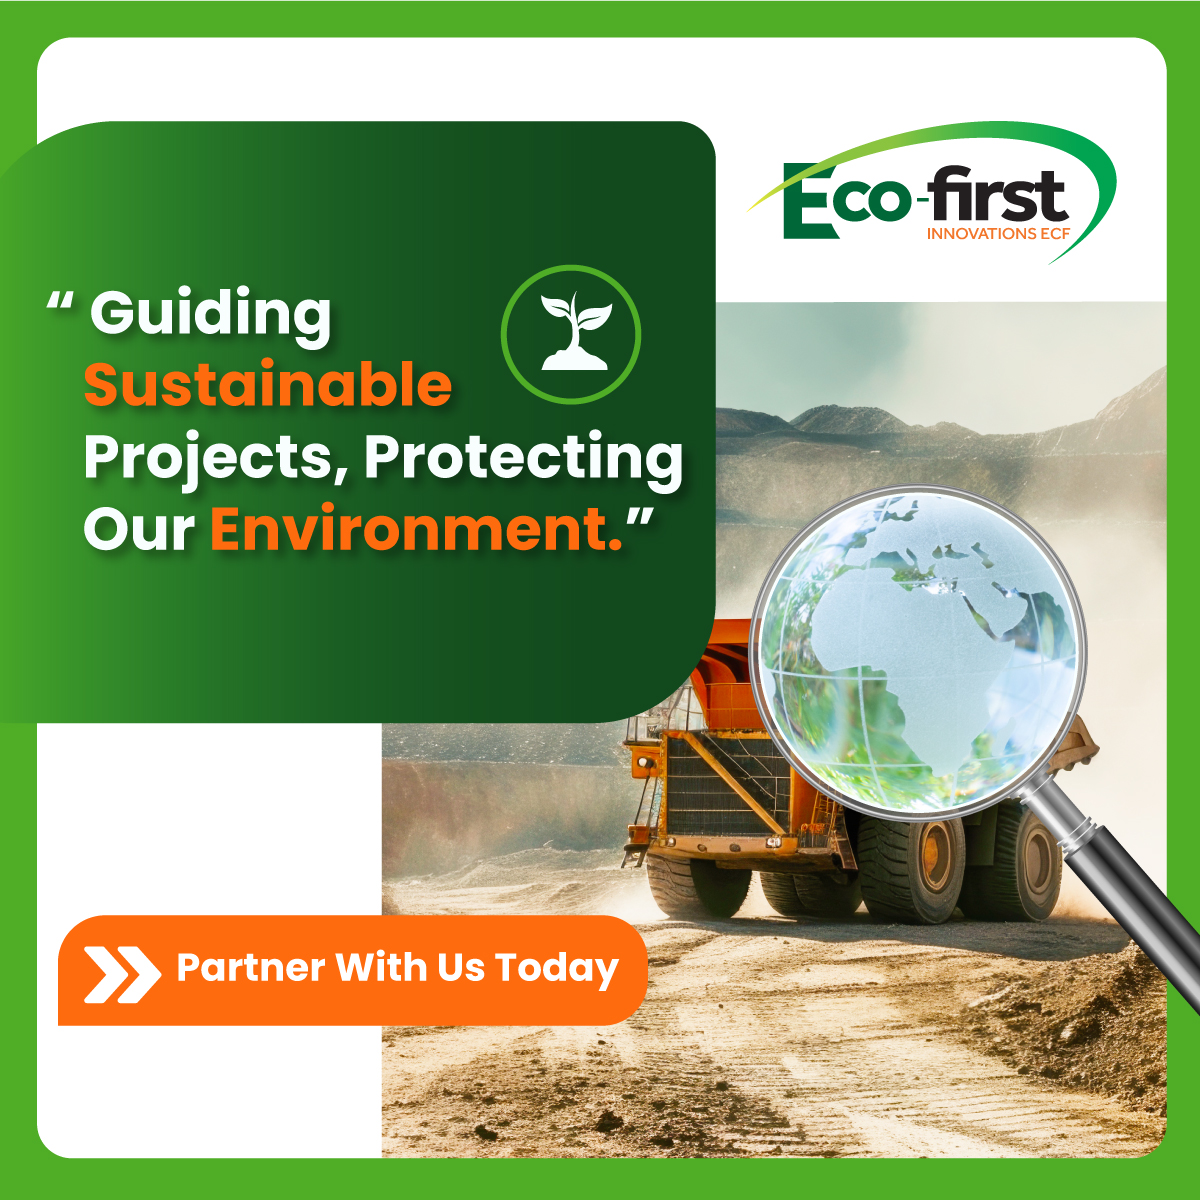 Eco-first
INNOVATIONS ECF
“ Guiding
Sustainable
Projects, Protecting
Our Environment.”
Partner With Us Today